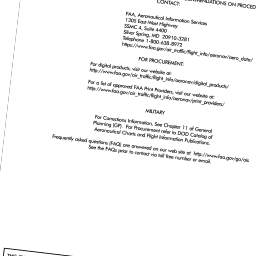 ON PROCED
CONTACT:
FAA, Aeronautical Information Services
1305 East-West Highway
SSMC 4, Suite 4400
Silver Spring, MD 20910-3281
Telephone 1-800-638-8972
https://www.faa.gov/air_traffic/flight_info/aeronav/aero_data/
FOR PROCUREMENT:
For digital products, visit our website at:
http://www.faa.gov/air_traffic/flight_info/aeronav/digital_products/
For a list of approved FAA Print Providers, visit our website at:
http://www.faa.gov/air_traffic/flight_info/aeronav/print_providers/
MILITARY
For Corrections Information, See Chapter 11 of General
Planning (GP). For Procurement refer to DOD Catalog of
Aeronautical Charts and Flight Information Publications.
Frequently asked questions (FAQ) are answered on our web site at http://www.faa.gov/go/ais
See the FAQs prior to contact via toll free number or email.